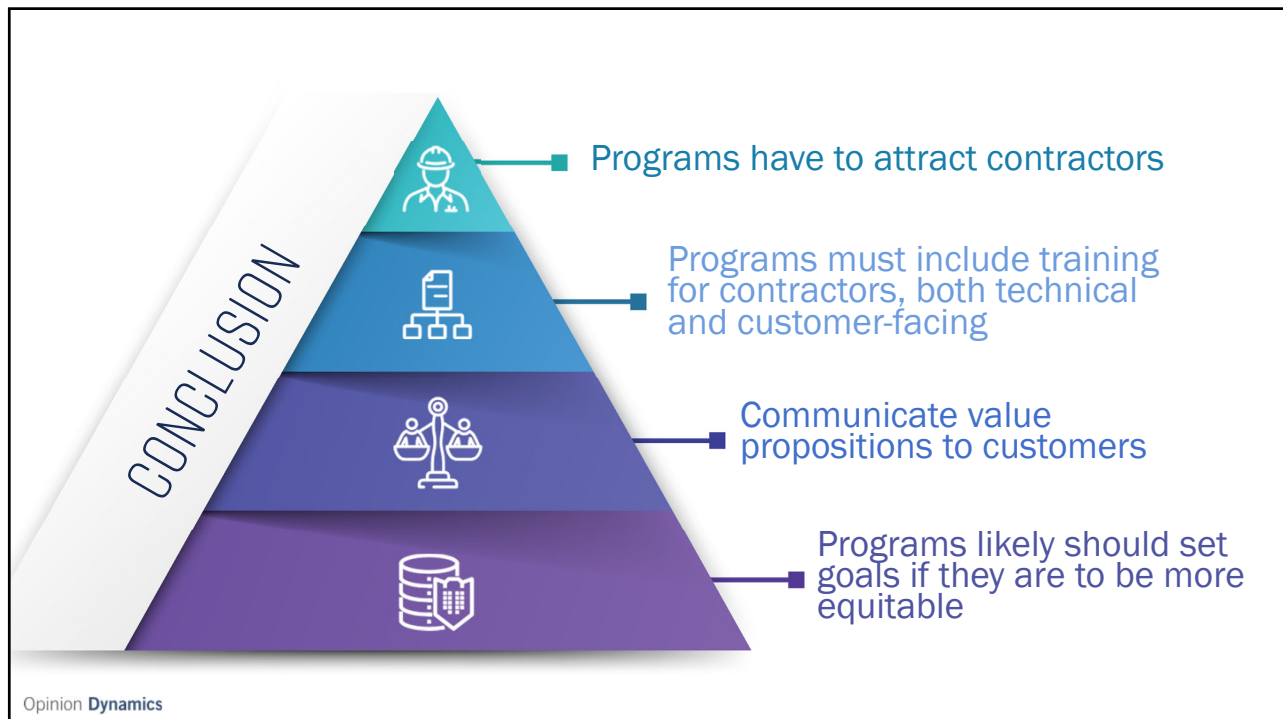 CONCLUSION
Programs have to attract contractors
Programs must include training
for contractors, both technical
and customer-facing
Communicate value
propositions to customers
Programs likely should set
goals if they are to be more
equitable
Opinion Dynamics